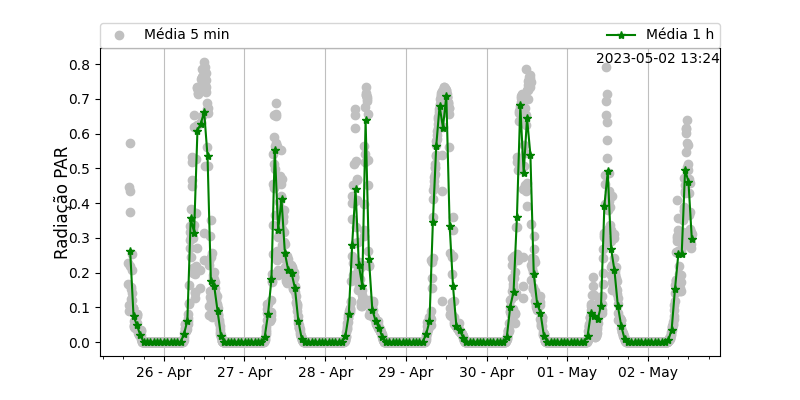 Média 5 min
Média 1 h
2023-05-02 13:24
Radiação PAR
0.8
0.7
0.6
0.5
0.4
0.3
0.2
0.1
0.0
26 - Apr
27 - Apr
28 - Apr
29 - Apr
30 - Apr
01 - May
02 - May